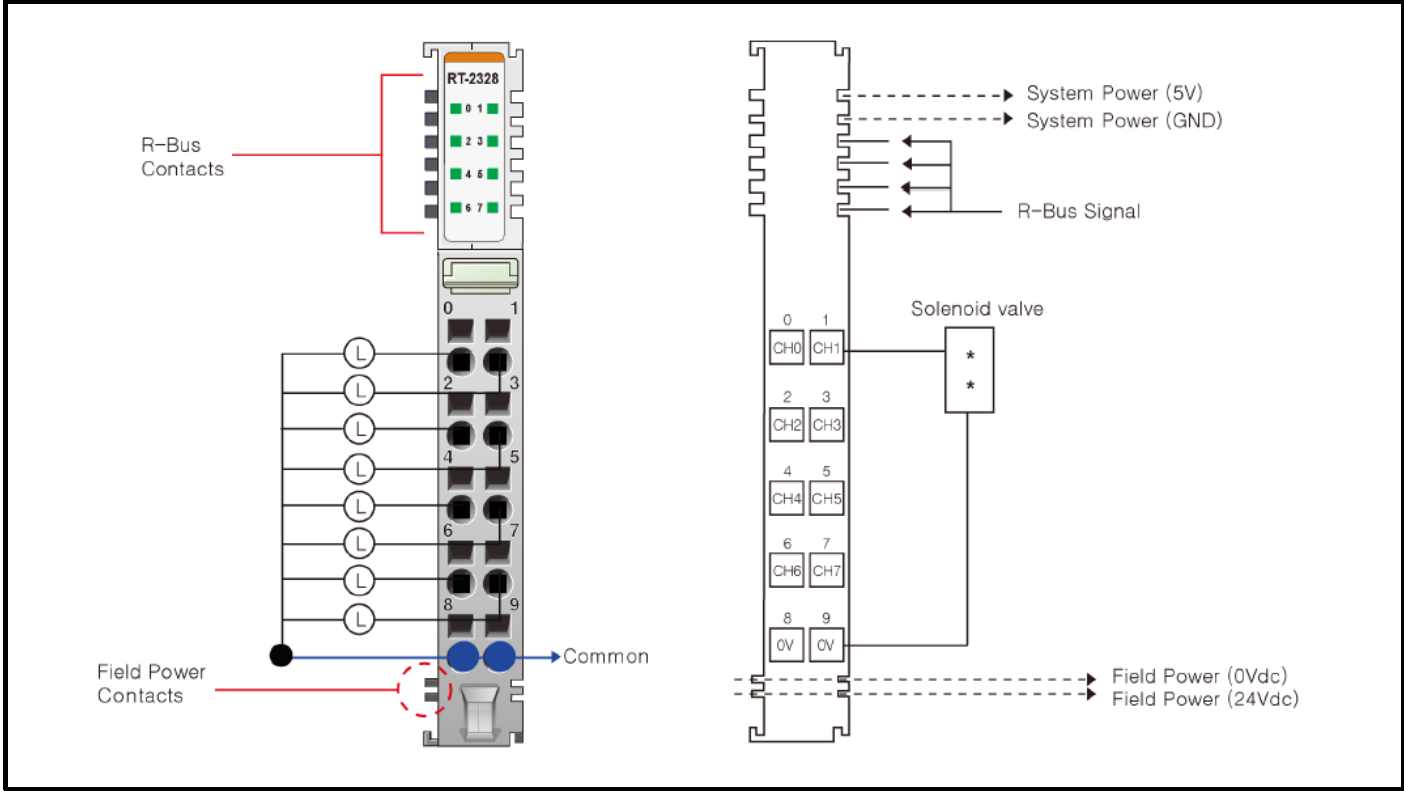 RT-2328
0 1
2 3
4 5
6 7
R-Bus
Contacts
0 1
2 3
4 5
6 7
8 9
L
L
L
L
L
L
L
L
Common
Field Power
Contacts
System Power (5V)
System Power (GND)
R-Bus Signal
Solenoid valve
* 
*
0 1
CH0 CH1
2 3
CH2 CH3
4 5
CH4 CH5
6 7
CH6 CH7
8 9
0V 0V
Field Power (0Vdc)
Field Power (24Vdc)